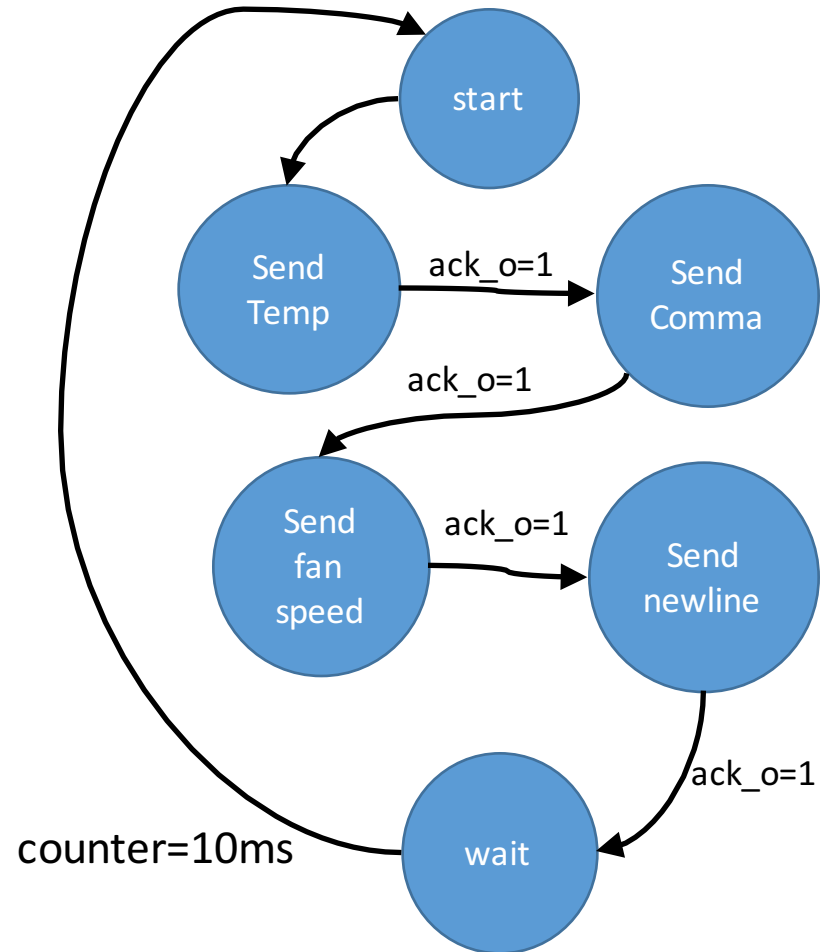 start
Send
Temp
ack_o=1
Send
Comma
ack_o=1
Send
fan
speed
ack_o=1
Send
newline
ack_o=1
counter=10ms
wait